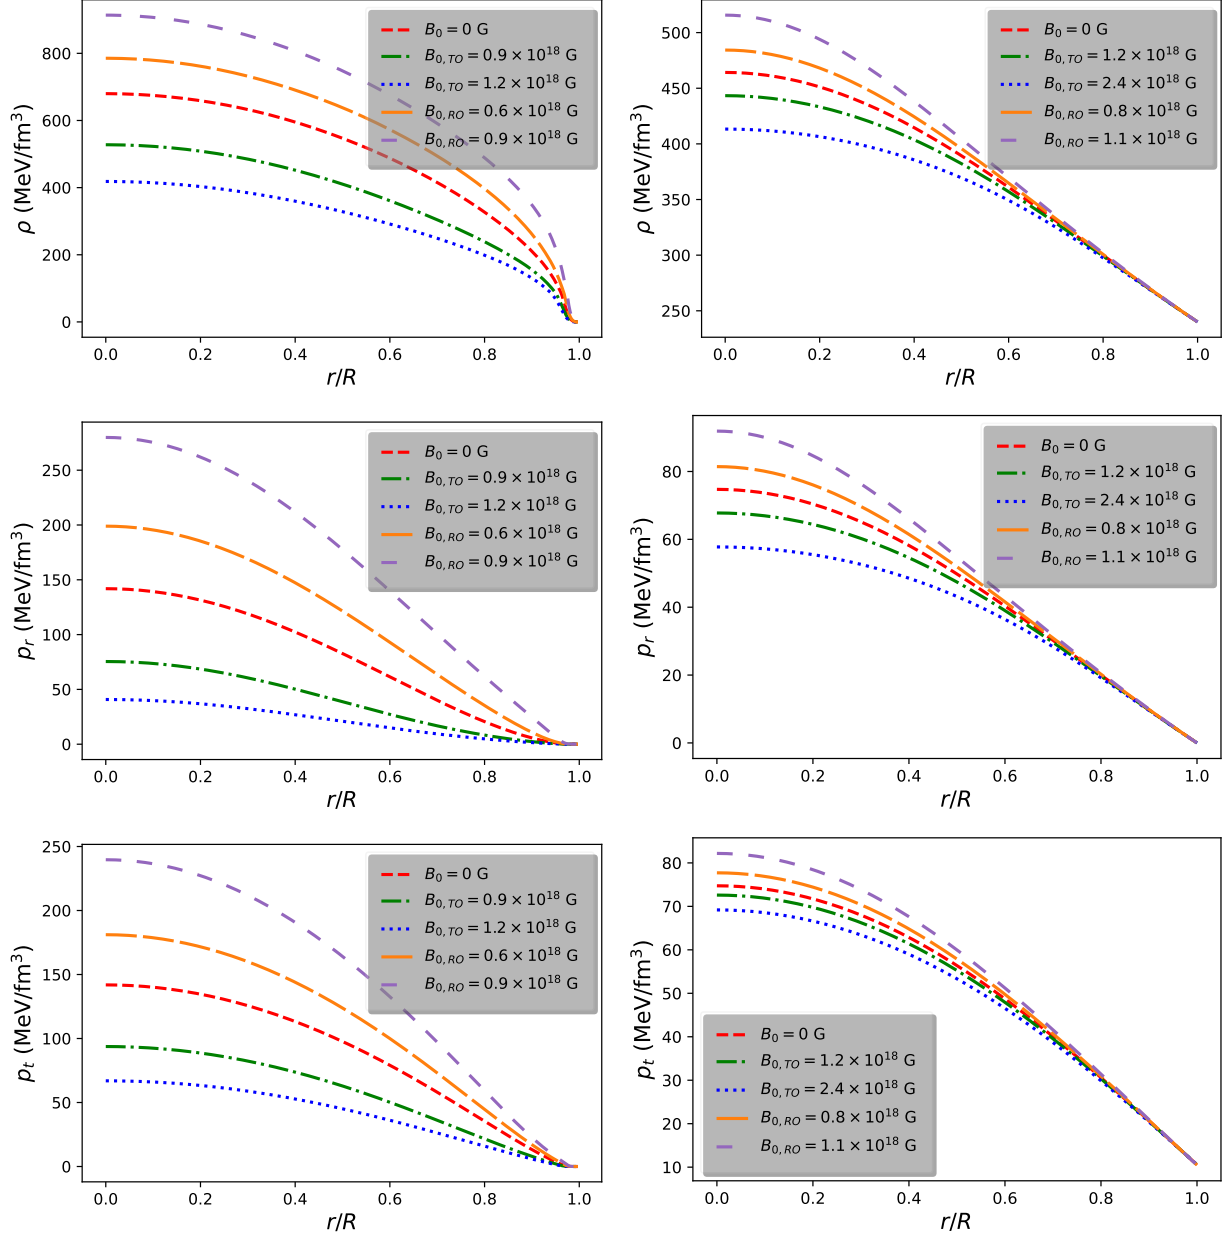 B₀ = 0 G
B₀,TO = 0.9 × 10¹⁸ G
B₀,TO = 1.2 × 10¹⁸ G
B₀,RO = 0.6 × 10¹⁸ G
B₀,RO = 0.9 × 10¹⁸ G
800
600
400
200
0
ρ (MeV/fm³)
0.0 0.2 0.4 0.6 0.8 1.0
r/R
B₀ = 0 G
B₀,TO = 1.2 × 10¹⁸ G
B₀,TO = 2.4 × 10¹⁸ G
B₀,RO = 0.8 × 10¹⁸ G
B₀,RO = 1.1 × 10¹⁸ G
500
450
400
350
300
250
ρ (MeV/fm³)
0.0 0.2 0.4 0.6 0.8 1.0
r/R
B₀ = 0 G
B₀,TO = 0.9 × 10¹⁸ G
B₀,TO = 1.2 × 10¹⁸ G
B₀,RO = 0.6 × 10¹⁸ G
B₀,RO = 0.9 × 10¹⁸ G
250
200
150
100
50
0
pᵣ (MeV/fm³)
0.0 0.2 0.4 0.6 0.8 1.0
r/R
B₀ = 0 G
B₀,TO = 1.2 × 10¹⁸ G
B₀,TO = 2.4 × 10¹⁸ G
B₀,RO = 0.8 × 10¹⁸ G
B₀,RO = 1.1 × 10¹⁸ G
80
60
40
20
0
pᵣ (MeV/fm³)
0.0 0.2 0.4 0.6 0.8 1.0
r/R
B₀ = 0 G
B₀,TO = 0.9 × 10¹⁸ G
B₀,TO = 1.2 × 10¹⁸ G
B₀,RO = 0.6 × 10¹⁸ G
B₀,RO = 0.9 × 10¹⁸ G
250
200
150
100
50
0
pₜ (MeV/fm³)
0.0 0.2 0.4 0.6 0.8 1.0
r/R
80
70
60
50
40
30
20
10
pₜ (MeV/fm³)
B₀ = 0 G
B₀,TO = 1.2 × 10¹⁸ G
B₀,TO = 2.4 × 10¹⁸ G
B₀,RO = 0.8 × 10¹⁸ G
B₀,RO = 1.1 × 10¹⁸ G
0.0 0.2 0.4 0.6 0.8 1.0
r/R